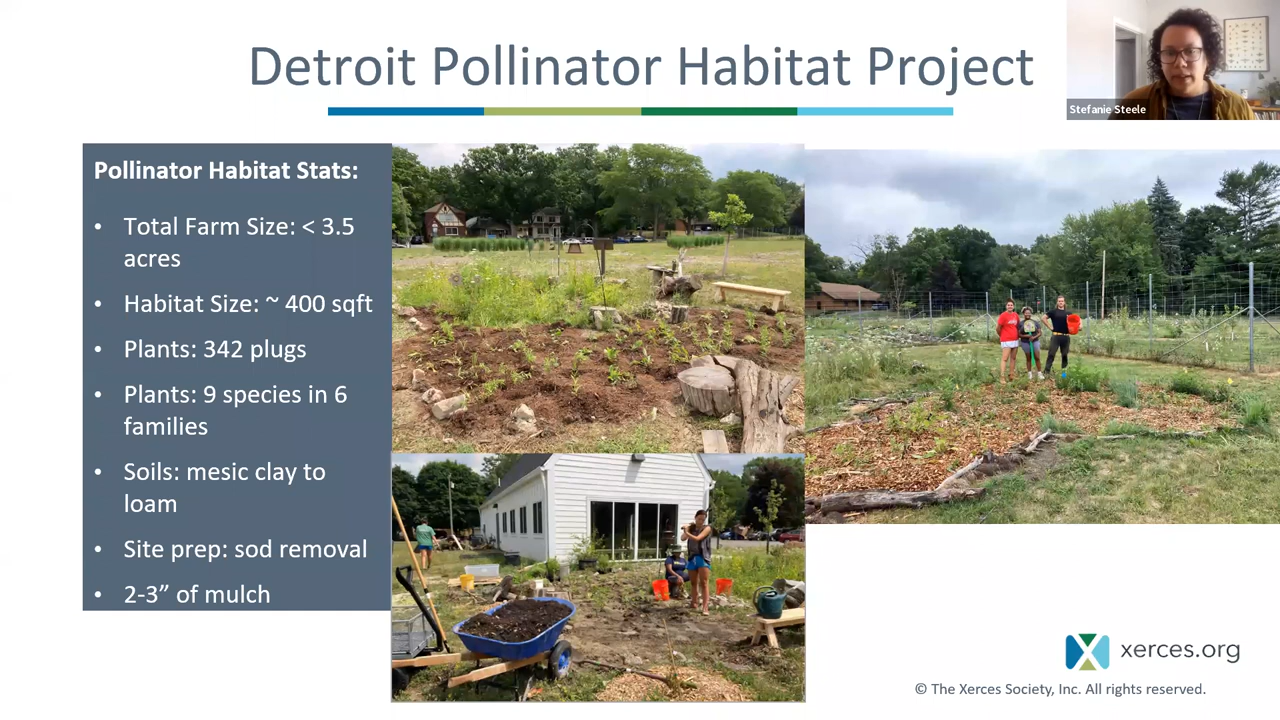 Detroit Pollinator Habitat Project
Stefanie Steele
Pollinator Habitat Stats:
• Total Farm Size: < 3.5
acres
• Habitat Size: ~ 400 sqft
• Plants: 342 plugs
• Plants: 9 species in 6
families
• Soils: mesic clay to
loam
• Site prep: sod removal
• 2-3” of mulch
xerces.org
© The Xerces Society, Inc. All rights reserved.